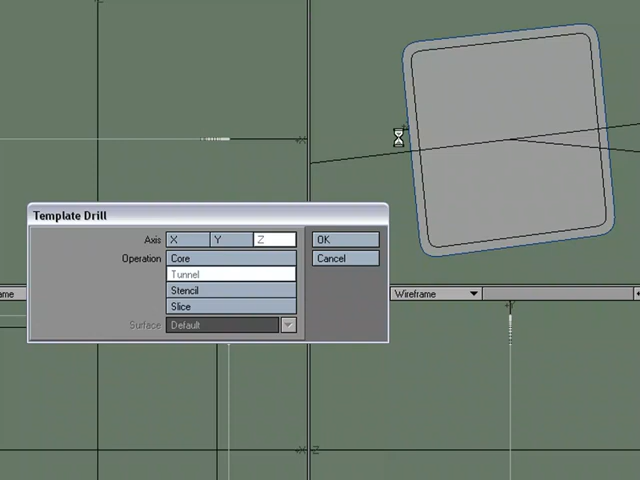 Template Drill
Axis X Y Z OK
Operation Core Cancel
Tunnel
Stencil
Slice
Surface Default
ame
Wireframe
+X
+Y
+X
Z